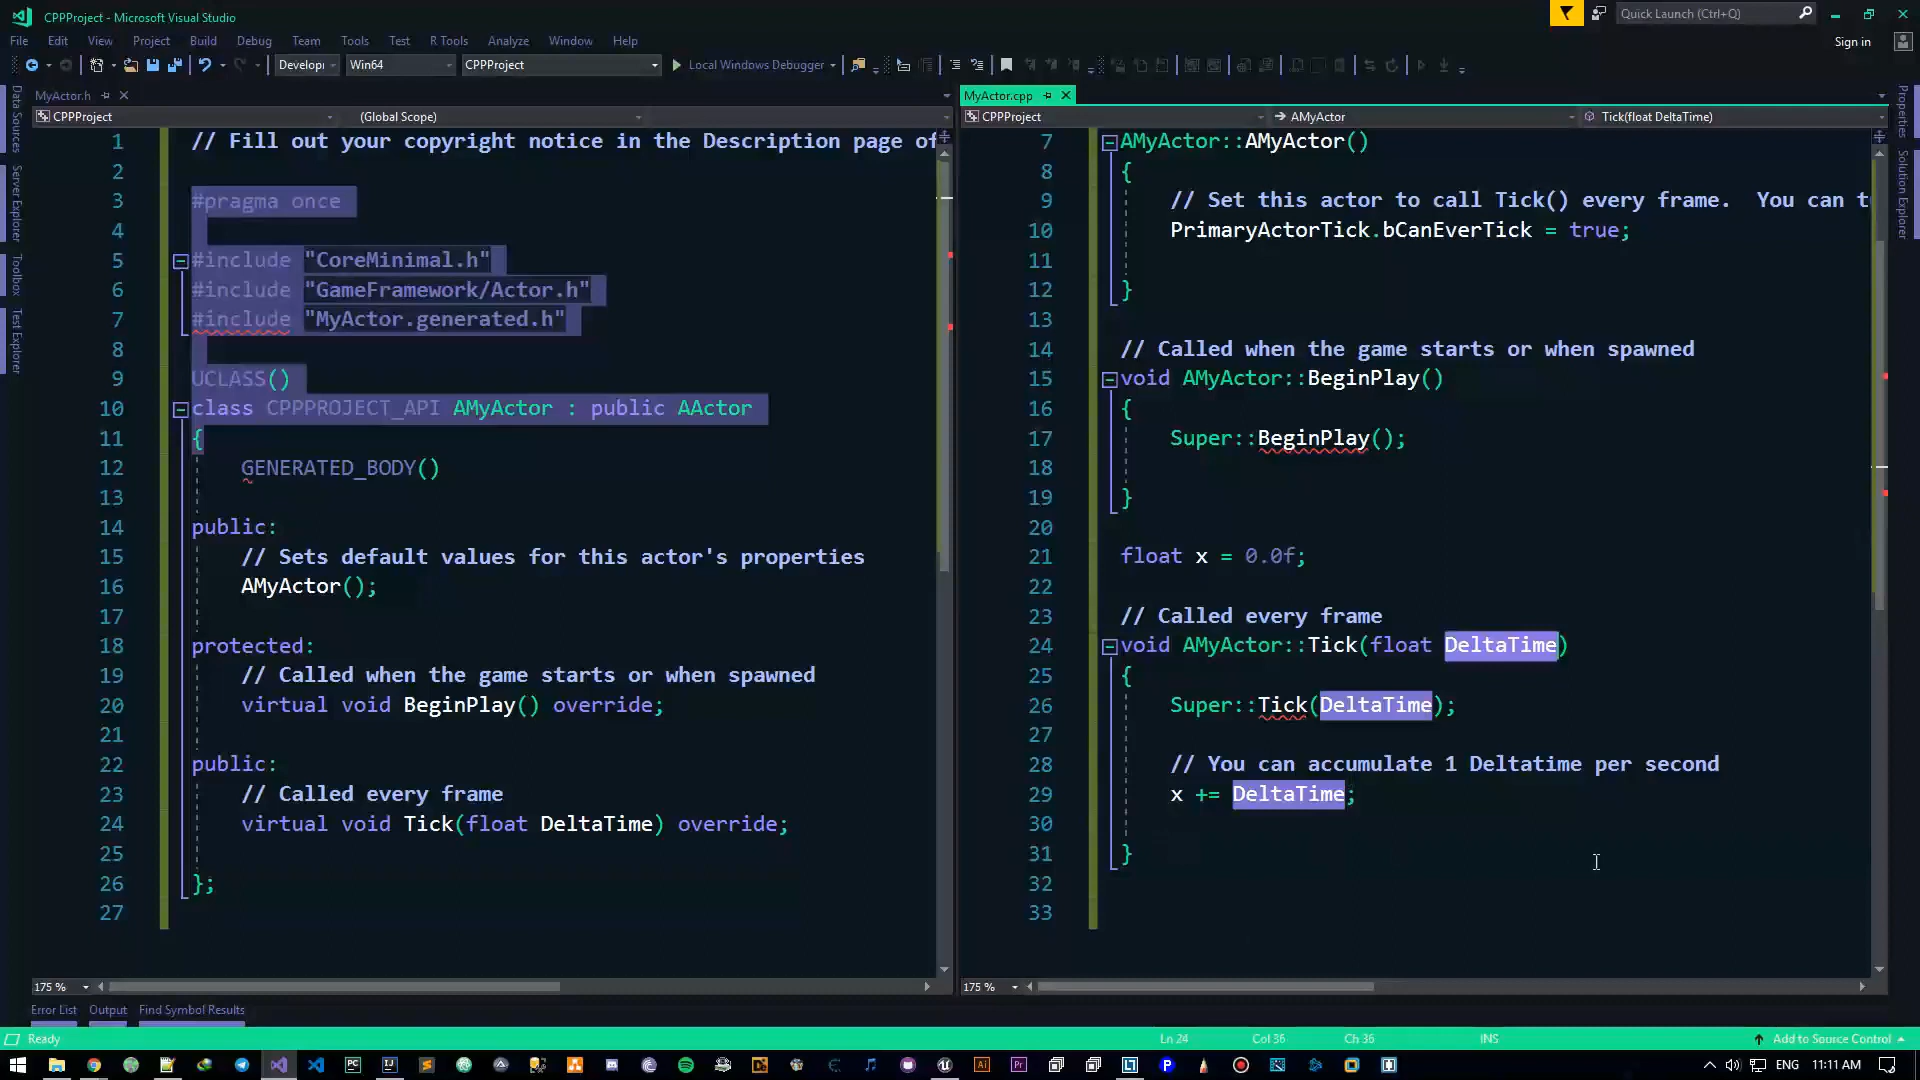 CPPProject - Microsoft Visual Studio
Quick Launch (Ctrl+Q)
File Edit View Project Build Debug Team Tools Test R Tools Analyze Window Help
Sign in
Developi Win64 CPPProject Local Windows Debugger
MyActor.h
CPPProject (Global Scope)
1 // Fill out your copyright notice in the Description page of
2
3 #pragma once
4
5 #include "CoreMinimal.h"
6 #include "GameFramework/Actor.h"
7 #include "MyActor.generated.h"
8
9 UCLASS()
10 class CPPPROJECT_API AMyActor : public AActor
11 {
12 GENERATED_BODY()
13
14 public:
15 // Sets default values for this actor's properties
16 AMyActor();
17
18 protected:
19 // Called when the game starts or when spawned
20 virtual void BeginPlay() override;
21
22 public:
23 // Called every frame
24 virtual void Tick(float DeltaTime) override;
25
26 };
27
175 %
MyActor.cpp
CPPProject AMyActor Tick(float DeltaTime)
7 AMyActor::AMyActor()
8 {
9 // Set this actor to call Tick() every frame.  You can t
10 PrimaryActorTick.bCanEverTick = true;
11
12 }
13
14 // Called when the game starts or when spawned
15 void AMyActor::BeginPlay()
16 {
17 Super::BeginPlay();
18
19 }
20
21 float x = 0.0f;
22
23 // Called every frame
24 void AMyActor::Tick(float DeltaTime)
25 {
26 Super::Tick(DeltaTime);
27
28 // You can accumulate 1 Deltatime per second
29 x += DeltaTime;
30
31 }
32
33
175 %
Data Sources
Server Explorer
Toolbox
Test Explorer
Properties
Solution Explorer
Error List Output Find Symbol Results
Ready Ln 24 Col 36 Ch 36 INS Add to Source Control
ENG 11:11 AM